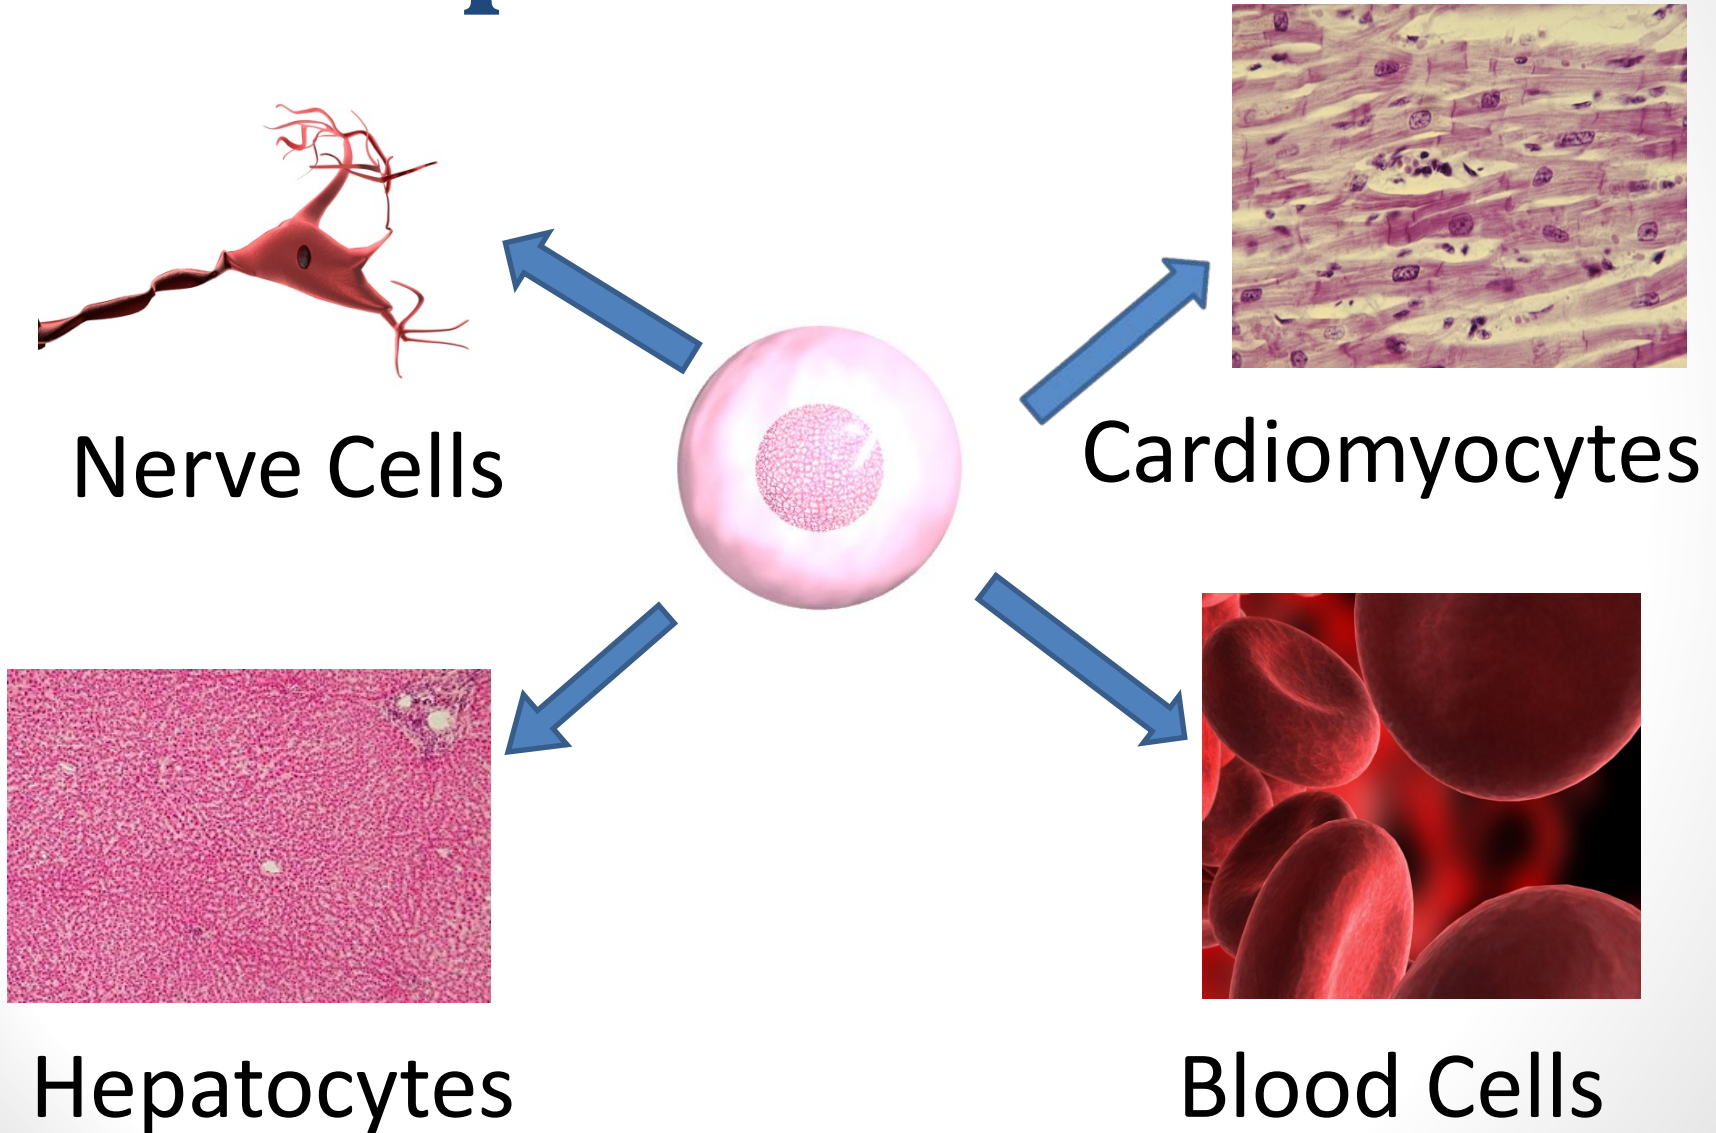 Nerve Cells
Cardiomyocytes
Hepatocytes
Blood Cells